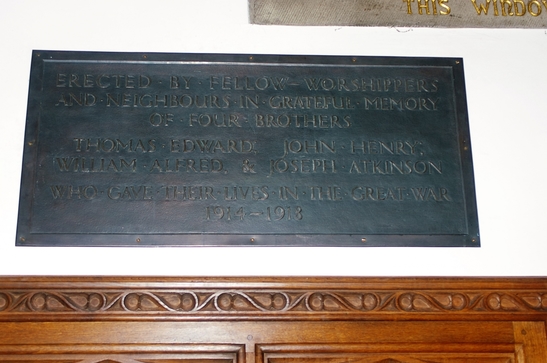 THIS WINDOW
ERECTED BY FELLOW-WORSHIPPERS
AND NEIGHBOURS IN GRATEFUL MEMORY
OF FOUR BROTHERS
THOMAS EDWARD; JOHN HENRY;
WILLIAM ALFRED, & JOSEPH ATKINSON
WHO GAVE THEIR LIVES IN THE GREAT WAR
1914-1918